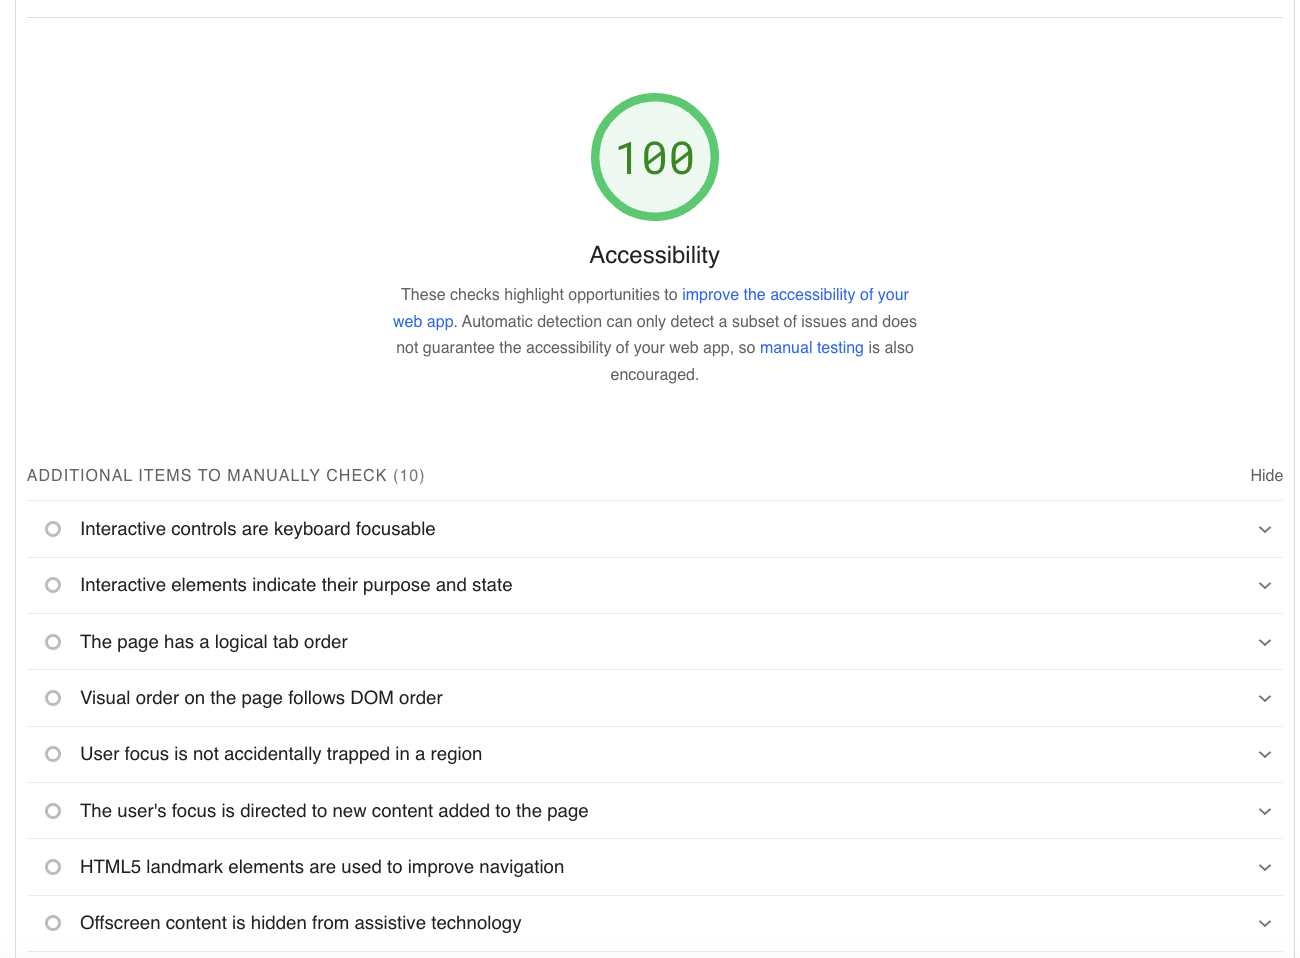 100
Accessibility
These checks highlight opportunities to improve the accessibility of your
web app. Automatic detection can only detect a subset of issues and does
not guarantee the accessibility of your web app, so manual testing is also
encouraged.
ADDITIONAL ITEMS TO MANUALLY CHECK (10)
Hide
Interactive controls are keyboard focusable
Interactive elements indicate their purpose and state
The page has a logical tab order
Visual order on the page follows DOM order
User focus is not accidentally trapped in a region
The user's focus is directed to new content added to the page
HTML5 landmark elements are used to improve navigation
Offscreen content is hidden from assistive technology